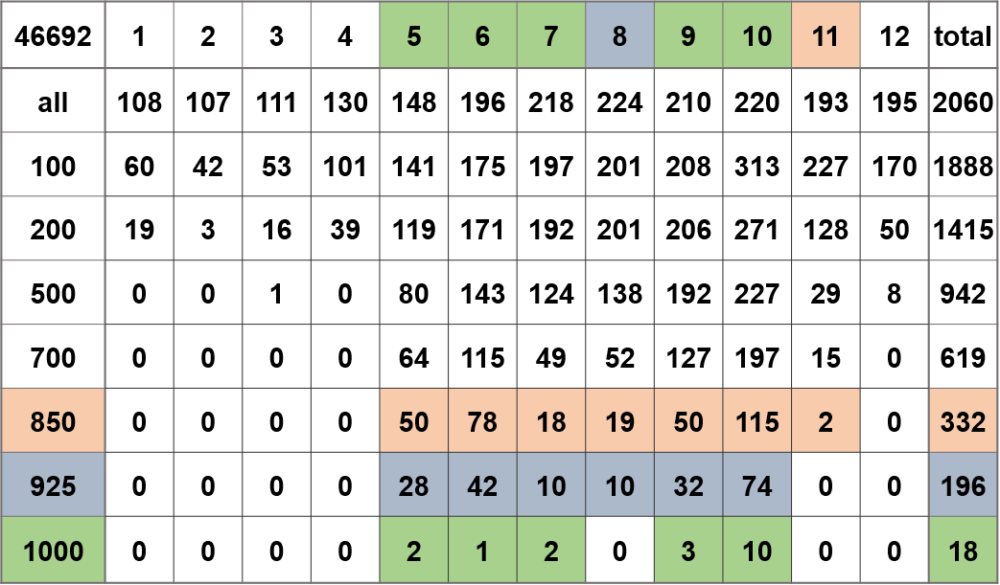 46692 1 2 3 4 5 6 7 8 9 10 11 12 total
all 108 107 111 130 148 196 218 224 210 220 193 195 2060
100 60 42 53 101 141 175 197 201 208 313 227 170 1888
200 19 3 16 39 119 171 192 201 206 271 128 50 1415
500 0 0 1 0 80 143 124 138 192 227 29 8 942
700 0 0 0 0 64 115 49 52 127 197 15 0 619
850 0 0 0 0 50 78 18 19 50 115 2 0 332
925 0 0 0 0 28 42 10 10 32 74 0 0 196
1000 0 0 0 0 2 1 2 0 3 10 0 0 18